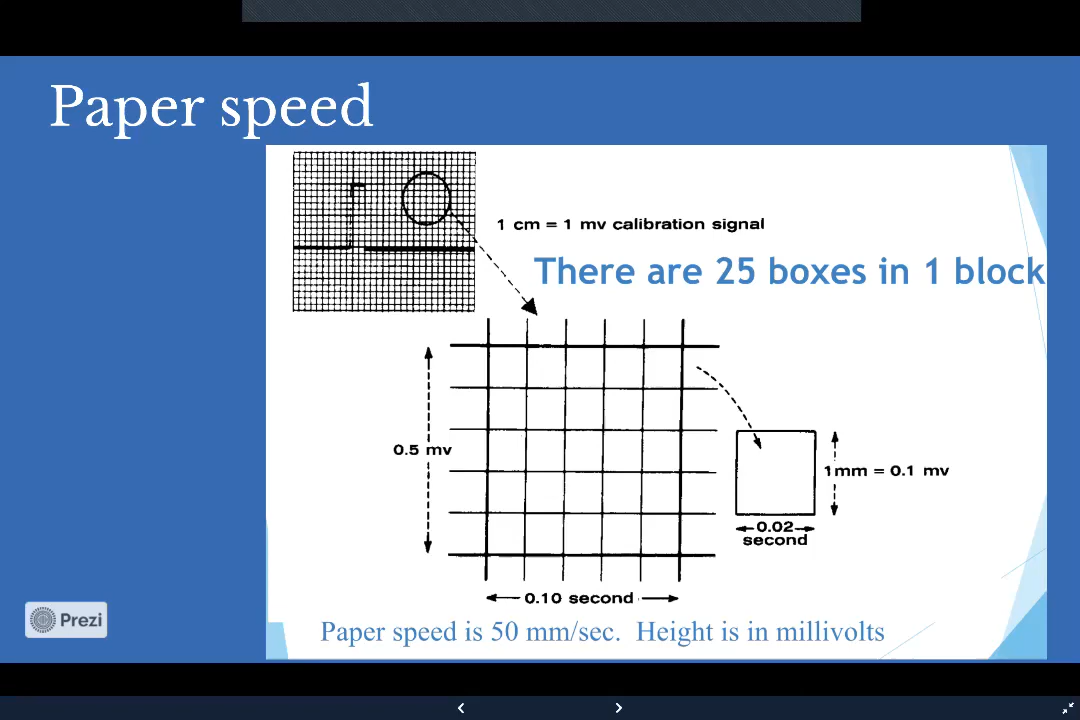 Paper speed
1 cm = 1 mv calibration signal
There are 25 boxes in 1 block
0.5 mv
1mm = 0.1 mv
0.02
second
0.10 second
Paper speed is 50 mm/sec. Height is in millivolts
Prezi